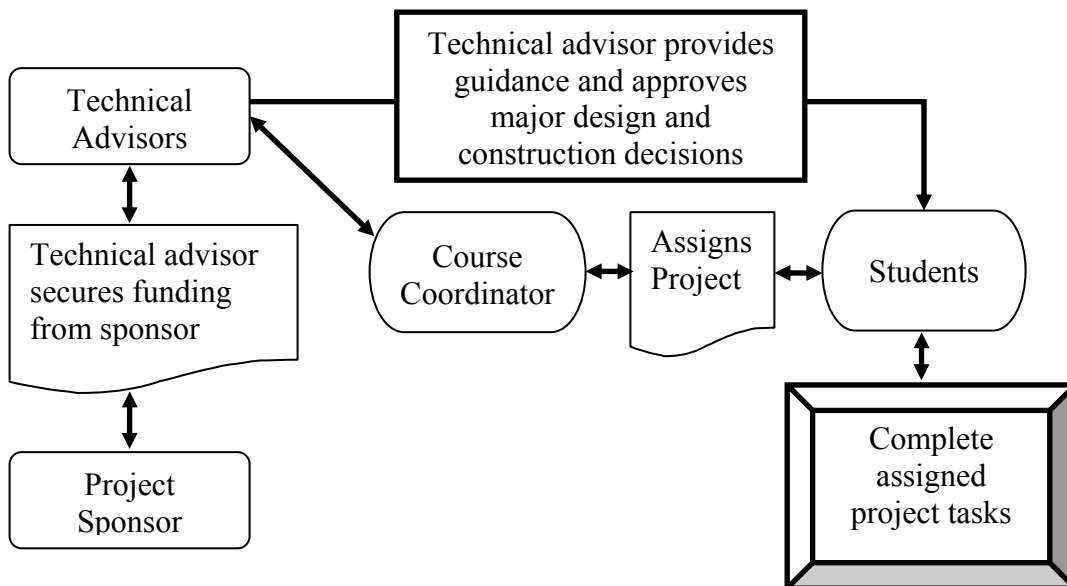 Technical advisor provides
guidance and approves
major design and
construction decisions
Technical
Advisors
Technical advisor
secures funding
from sponsor
Course
Coordinator
Assigns
Project
Students
Project
Sponsor
Complete
assigned
project tasks